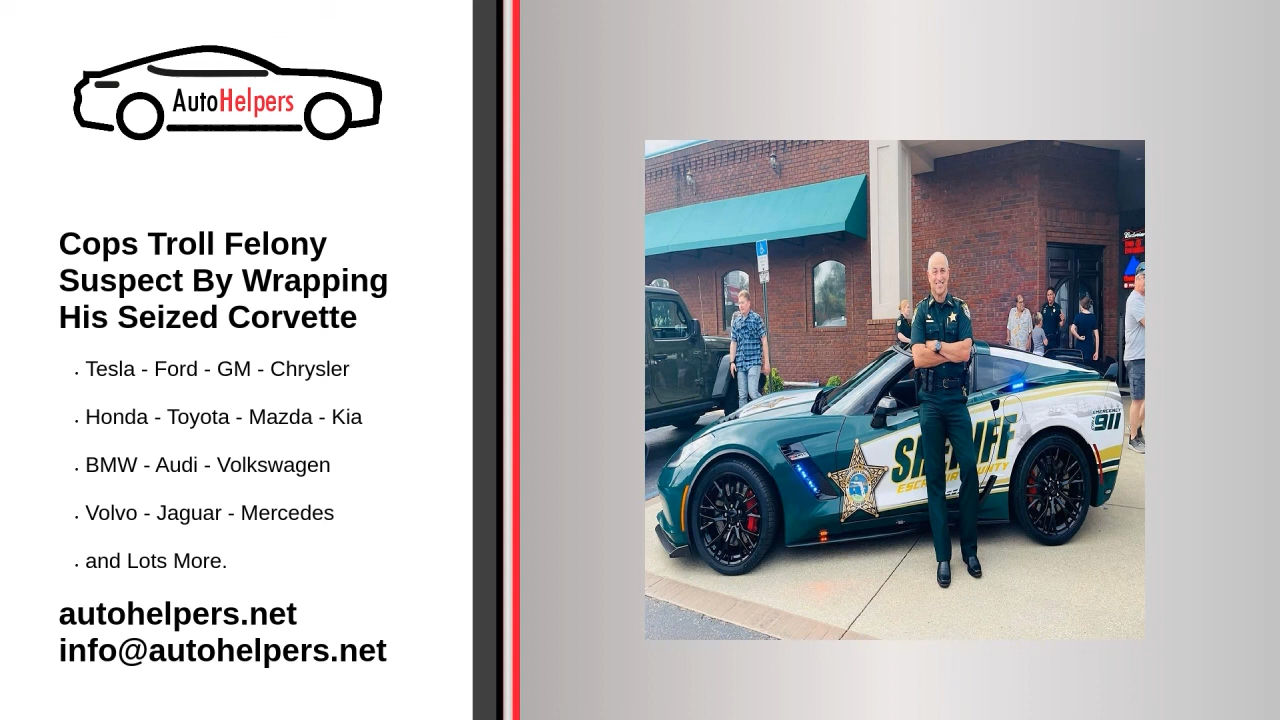 AutoHelpers
Cops Troll Felony
Suspect By Wrapping
His Seized Corvette
. Tesla - Ford - GM - Chrysler
. Honda - Toyota - Mazda - Kia
. BMW - Audi - Volkswagen
. Volvo - Jaguar - Mercedes
. and Lots More.
autohelpers.net
info@autohelpers.net
EMERGENCY
911